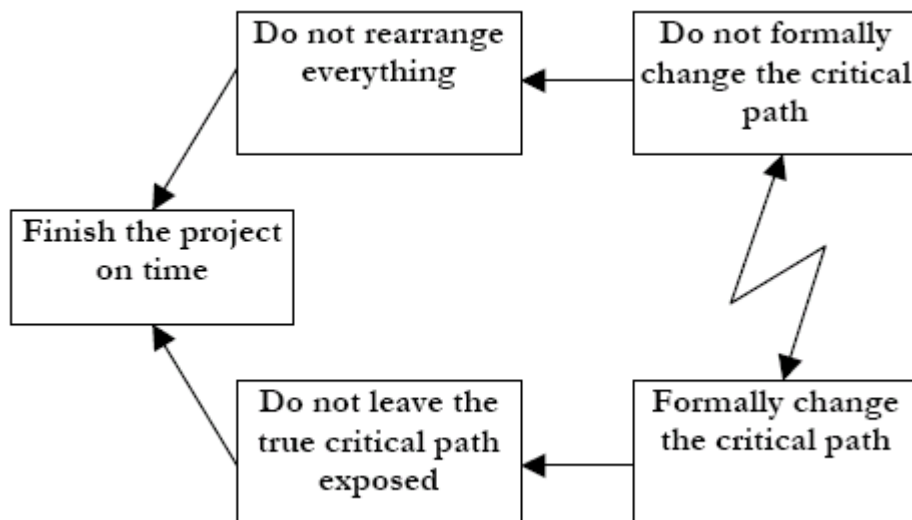 Do not rearrange
everything
Do not formally
change the critical
path
Finish the project
on time
Do not leave the
true critical path
exposed
Formally change
the critical path